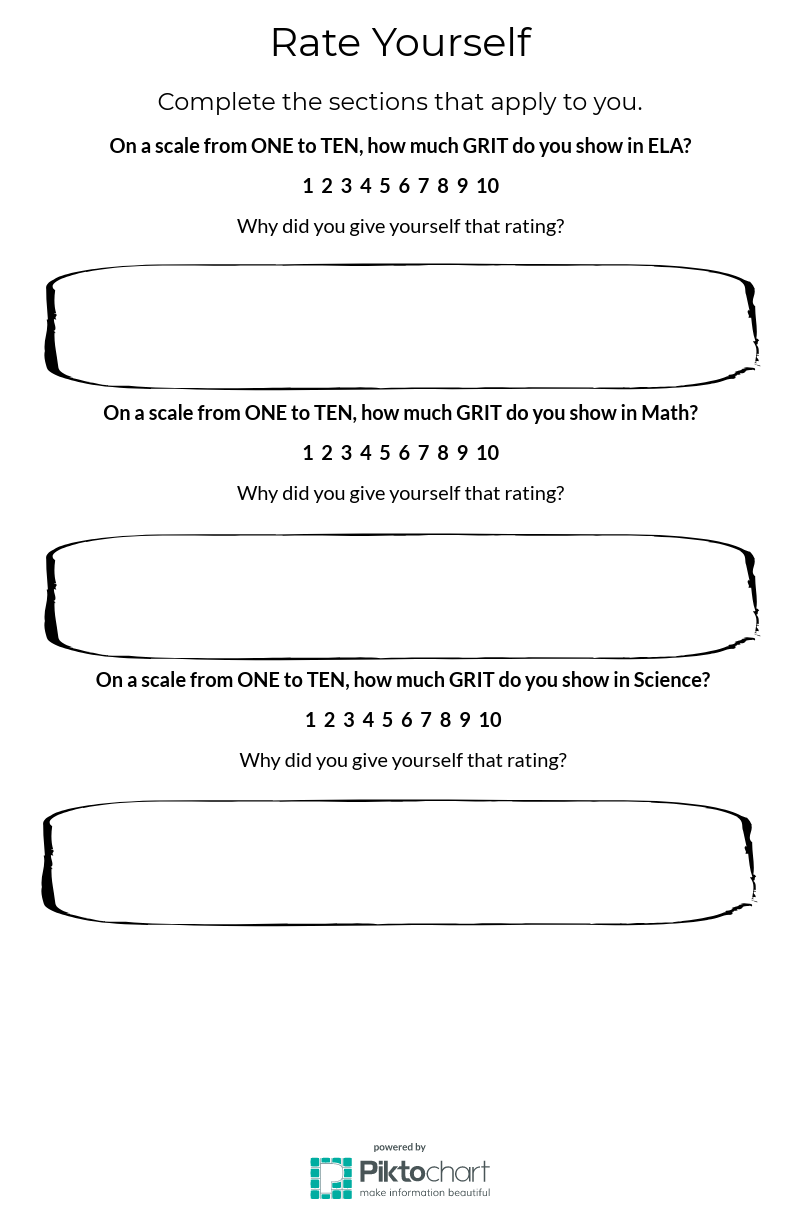 Rate Yourself
Complete the sections that apply to you.
On a scale from ONE to TEN, how much GRIT do you show in ELA?
1 2 3 4 5 6 7 8 9 10
Why did you give yourself that rating?
On a scale from ONE to TEN, how much GRIT do you show in Math?
1 2 3 4 5 6 7 8 9 10
Why did you give yourself that rating?
On a scale from ONE to TEN, how much GRIT do you show in Science?
1 2 3 4 5 6 7 8 9 10
Why did you give yourself that rating?
powered by
Piktochart
make information beautiful